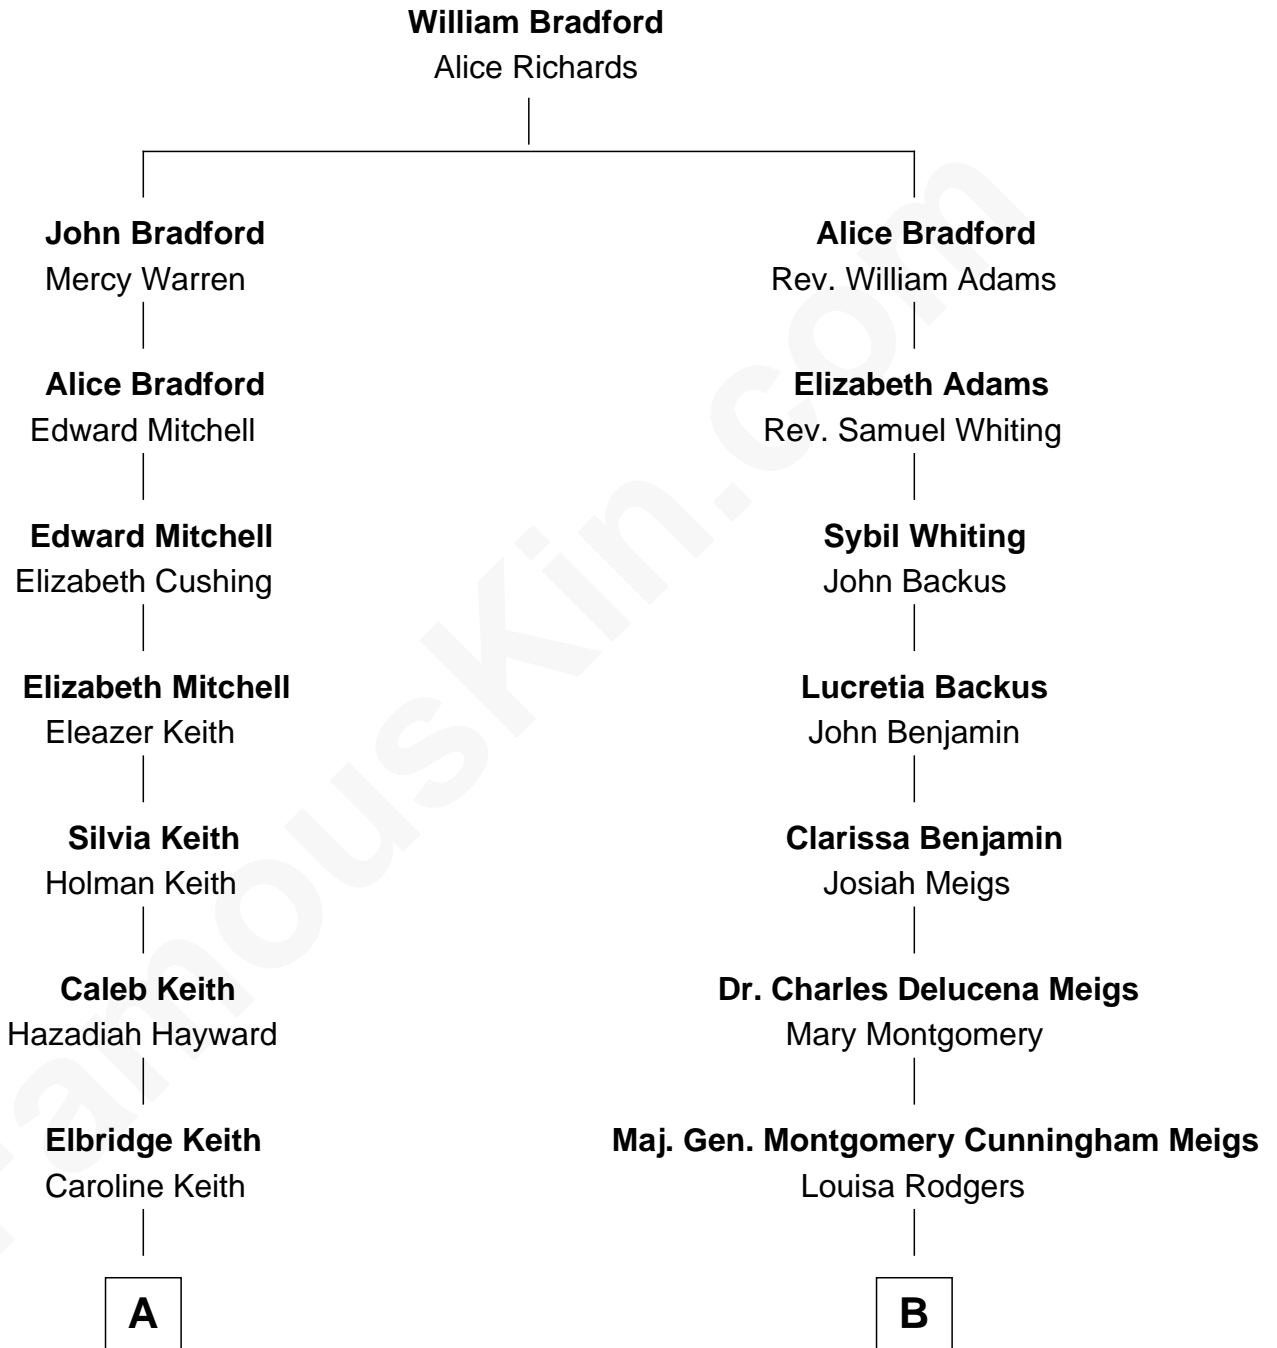 William Bradford
Alice Richards
John Bradford
Mercy Warren
Alice Bradford
Rev. William Adams
Alice Bradford
Edward Mitchell
Elizabeth Adams
Rev. Samuel Whiting
Edward Mitchell
Elizabeth Cushing
Sybil Whiting
John Backus
Elizabeth Mitchell
Eleazer Keith
Lucretia Backus
John Benjamin
Silvia Keith
Holman Keith
Clarissa Benjamin
Josiah Meigs
Caleb Keith
Hazadiah Hayward
Dr. Charles Delucena Meigs
Mary Montgomery
Elbridge Keith
Caroline Keith
Maj. Gen. Montgomery Cunningham Meigs
Louisa Rodgers
A
B
FamousKin.com